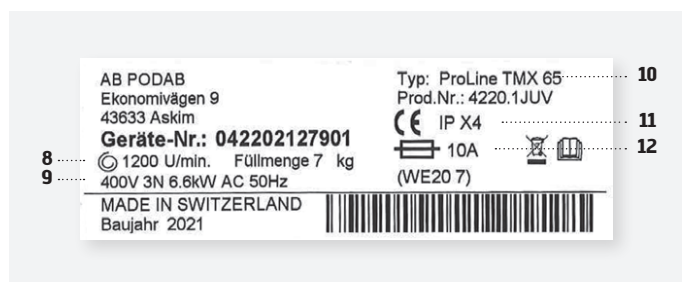 AB PODAB
Ekonomivägen 9
43633 Askim
Geräte-Nr.: 042202127901
8 1200 U/min. Füllmenge 7 kg
9 400V 3N 6.6kW AC 50Hz
MADE IN SWITZERLAND
Baujahr 2021
Typ: ProLine TMX 65 10
Prod.Nr.: 4220.1JUV
CE IP X4 11
10A 12
(WE20 7)